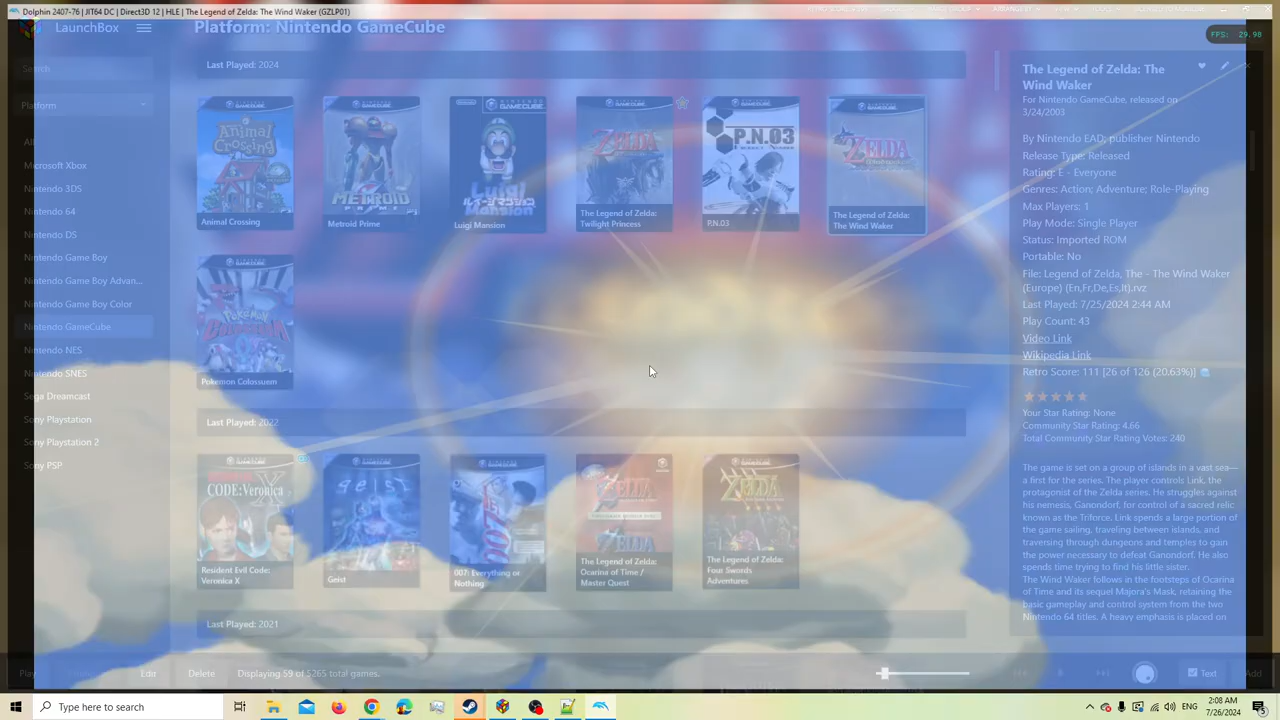 Dolphin 2407-76 | JIT64 DC | Direct3D 12 | HLE | The Legend of Zelda: The Wind Waker (GZLP01)
LaunchBox
Platform: Nintendo GameCube
FPS: 29.98
Search
Platform
All
Microsoft Xbox
Nintendo 3DS
Nintendo 64
Nintendo DS
Nintendo Game Boy
Nintendo Game Boy Advan...
Nintendo Game Boy Color
Nintendo GameCube
Nintendo NES
Nintendo SNES
Sega Dreamcast
Sony Playstation
Sony Playstation 2
Sony PSP
Last Played: 2024
Animal Crossing
Metroid Prime
Luigi Mansion
The Legend of Zelda:
Twilight Princess
P.N.03
The Legend of Zelda:
The Wind Waker
Pokemon Colossuem
Last Played: 2022
Resident Evil Code:
Veronica X
Geist
007: Everything or
Nothing
The Legend of Zelda:
Ocarina of Time /
Master Quest
The Legend of Zelda:
Four Swords
Adventures
Last Played: 2021
The Legend of Zelda: The
Wind Waker
For Nintendo GameCube, released on
3/24/2003
By Nintendo EAD; publisher Nintendo
Release Type: Released
Rating: E - Everyone
Genres: Action; Adventure; Role-Playing
Max Players: 1
Play Mode: Single Player
Status: Imported ROM
Portable: No
File: Legend of Zelda, The - The Wind Waker
(Europe) (En,Fr,De,Es,It).rvz
Last Played: 7/25/2024 2:44 AM
Play Count: 43
Video Link
Wikipedia Link
Retro Score: 111 [26 of 126 (20.63%)]
Your Star Rating: None
Community Star Rating: 4.66
Total Community Star Rating Votes: 240
The game is set on a group of islands in a vast sea—
a first for the series. The player controls Link, the
protagonist of the Zelda series. He struggles against
his nemesis, Ganondorf, for control of a sacred relic
known as the Triforce. Link spends a large portion of
the game sailing, traveling between islands, and
traversing through dungeons and temples to gain
the power necessary to defeat Ganondorf. He also
spends time trying to find his little sister.
The Wind Waker follows in the footsteps of Ocarina
of Time and its sequel Majora's Mask, retaining the
basic gameplay and control system from the two
Nintendo 64 titles. A heavy emphasis is placed on
Play
Edit
Delete
Displaying 59 of 5265 total games.
Text
Add
Type here to search
ENG
2:08 AM
7/26/2024
5